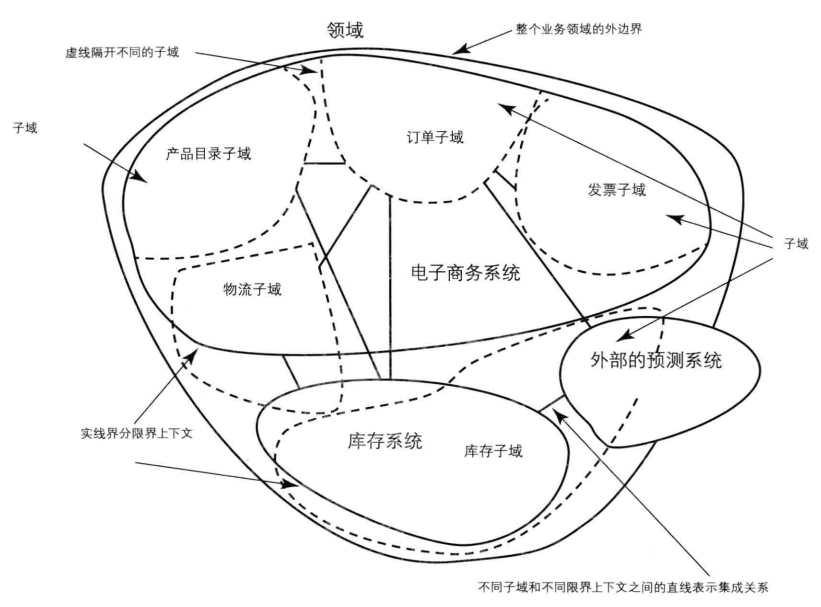 领域
整个业务领域的外边界
虚线隔开不同的子域
子域
订单子域
产品目录子域
发票子域
子域
电子商务系统
物流子域
外部的预测系统
实线界分限界上下文
库存系统
库存子域
不同子域和不同限界上下文之间的直线表示集成关系